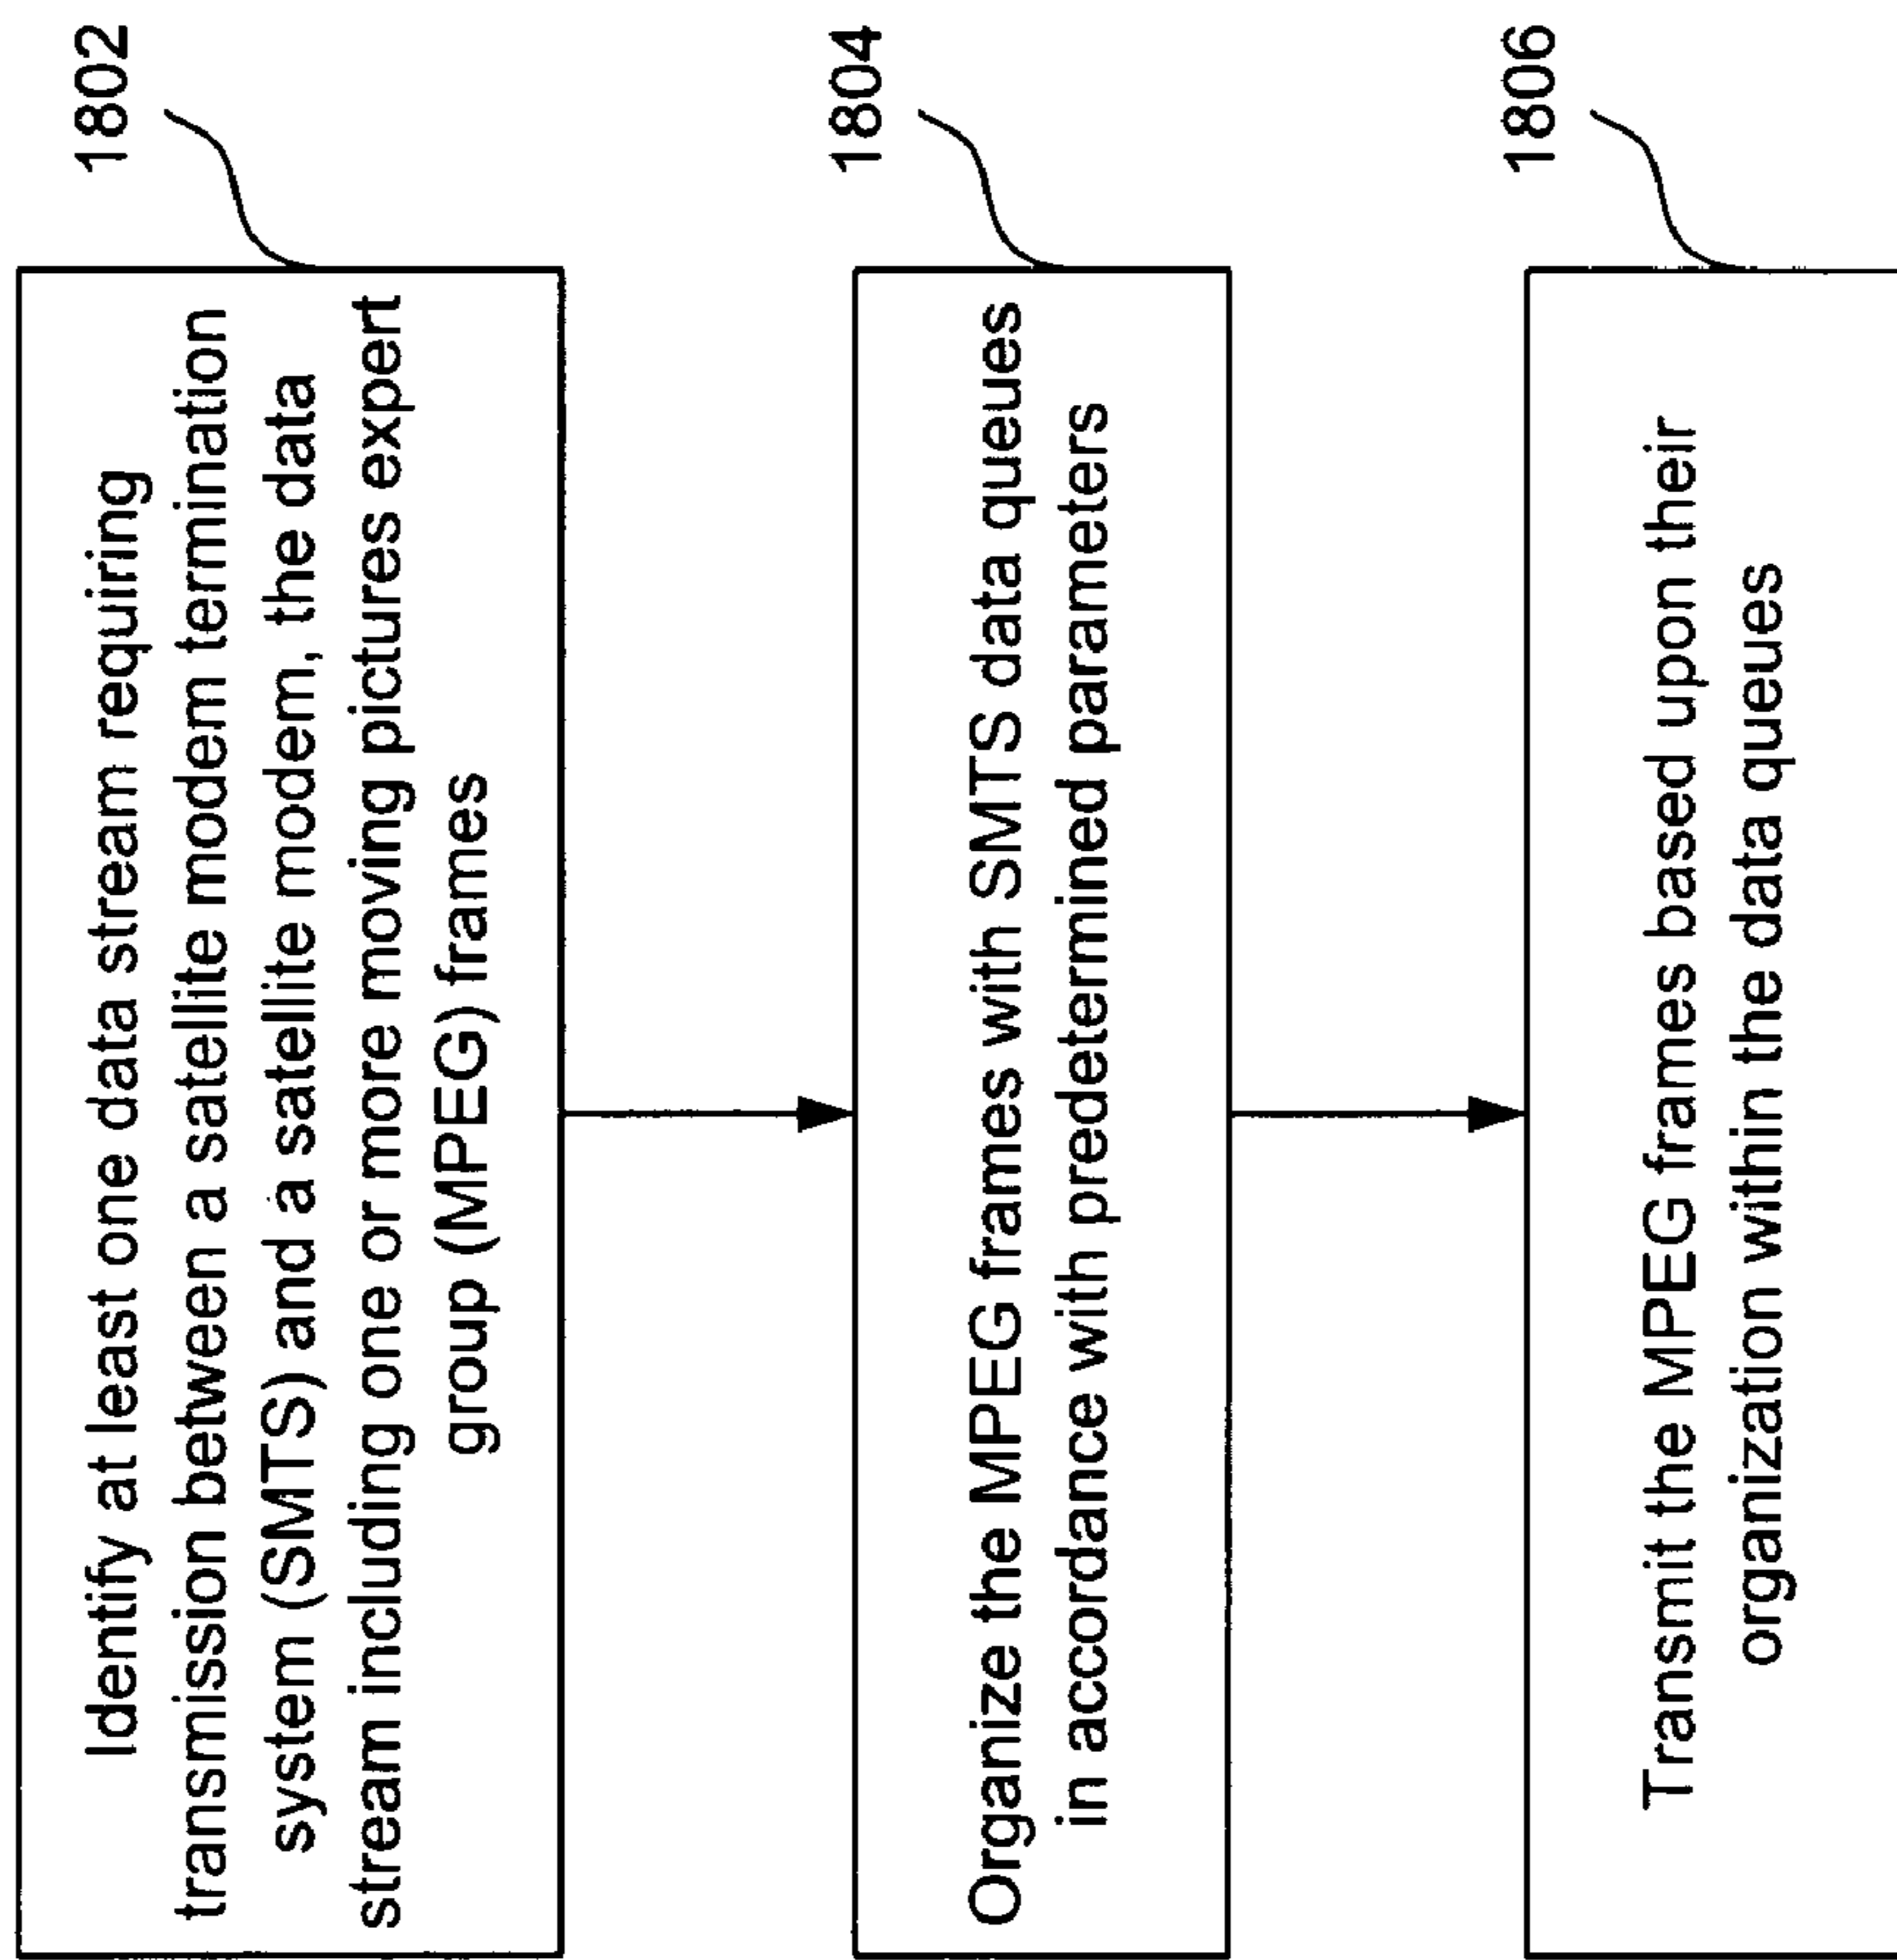 1802
Identify at least one data stream requiring
transmission between a satellite modem termination
system (SMTS) and a satellite modem, the data
stream including one or more moving pictures expert
group (MPEG) frames
1804
Organize the MPEG frames with SMTS data queues
in accordance with predetermined parameters
1806
Transmit the MPEG frames based upon their
organization within the data queues